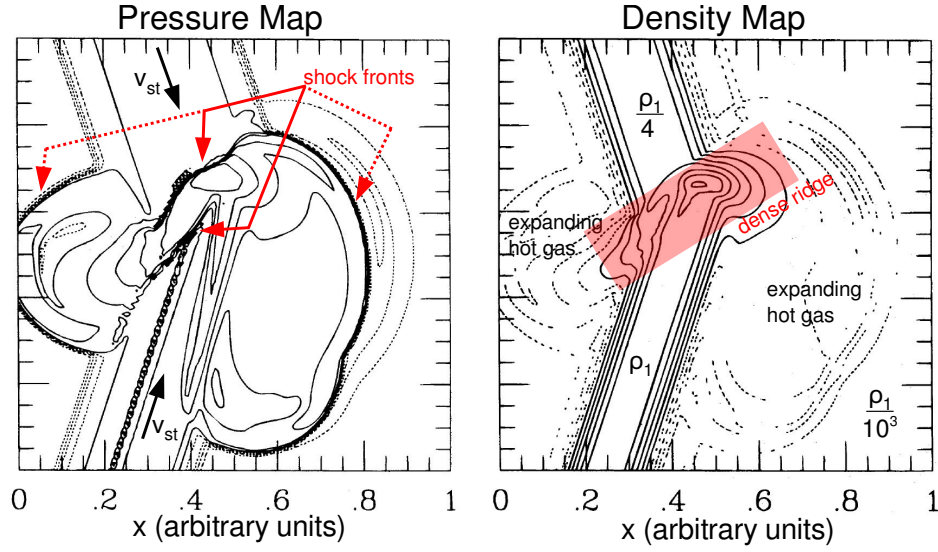 Pressure Map
v_st
shock fronts
v_st
0 .2 .4 .6 .8 1
x (arbitrary units)
Density Map
ρ₁
4
dense ridge
expanding
hot gas
expanding
hot gas
ρ₁
ρ₁
10³
0 .2 .4 .6 .8 1
x (arbitrary units)